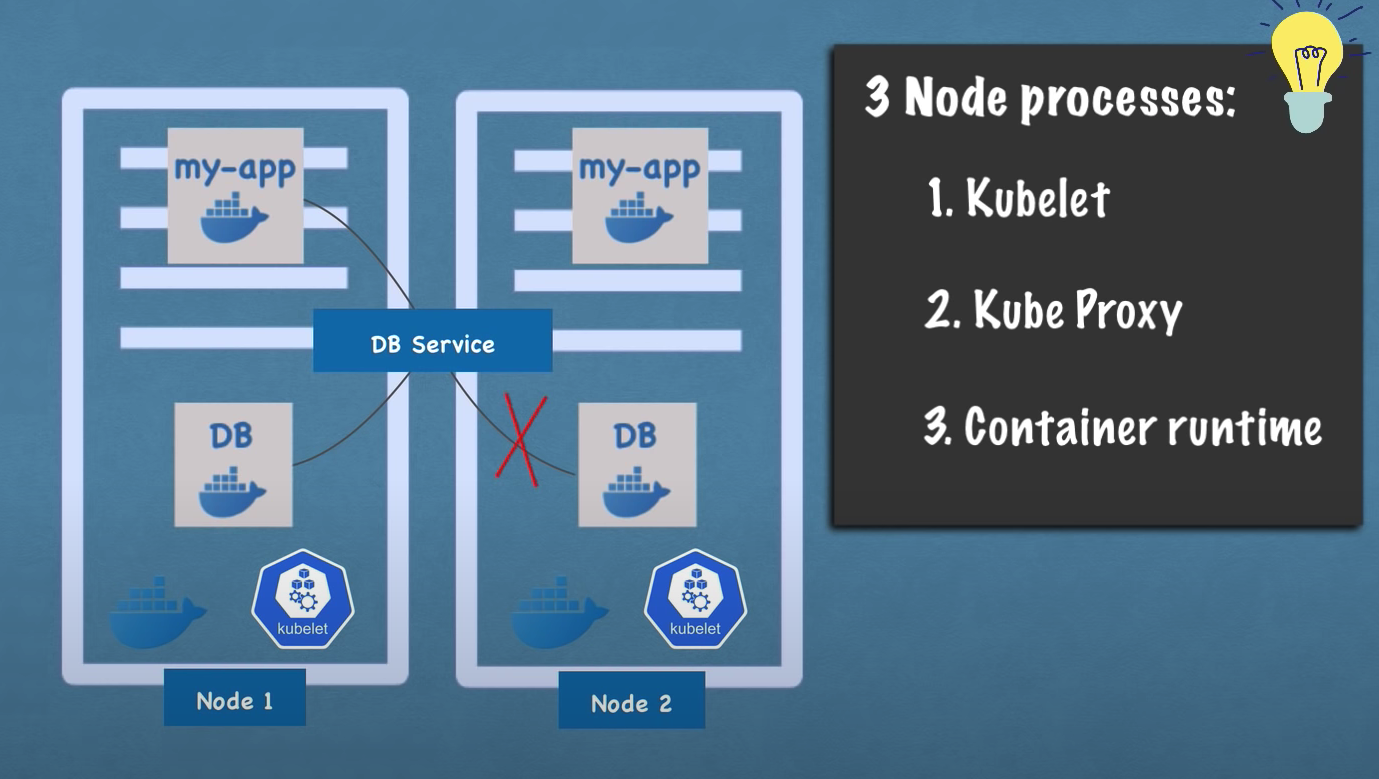 my-app
my-app
DB Service
DB
DB
kubelet
kubelet
Node 1
Node 2
3 Node processes:
1. Kubelet
2. Kube Proxy
3. Container runtime